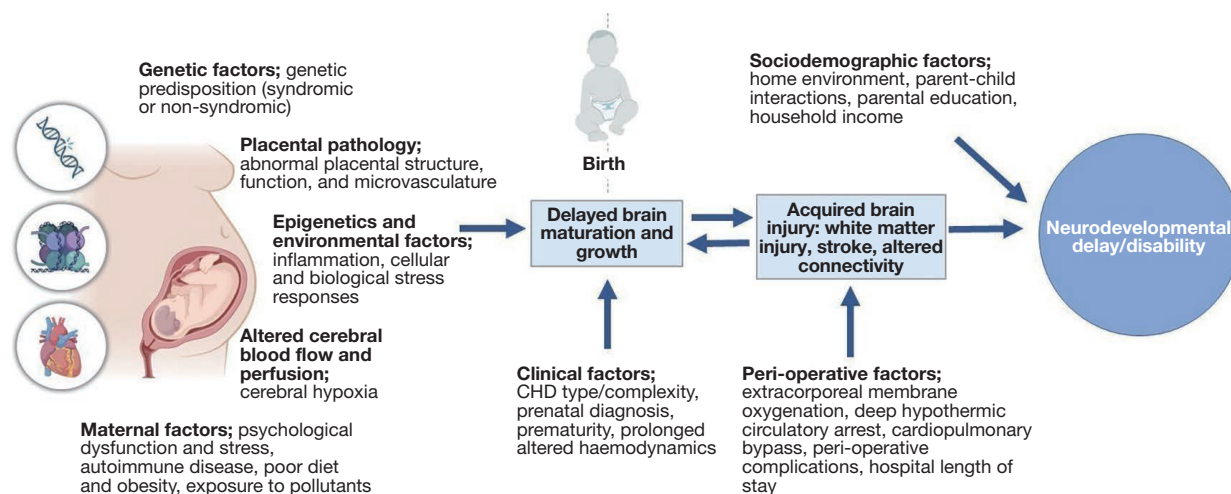 Genetic factors; genetic
predisposition (syndromic
or non-syndromic)
Placental pathology;
abnormal placental structure,
function, and microvasculature
Epigenetics and
environmental factors;
inflammation, cellular
and biological stress
responses
Altered cerebral
blood flow and
perfusion;
cerebral hypoxia
Maternal factors; psychological
dysfunction and stress,
autoimmune disease, poor diet
and obesity, exposure to pollutants
Birth
Delayed brain
maturation and
growth
Clinical factors;
CHD type/complexity,
prenatal diagnosis,
prematurity, prolonged
altered haemodynamics
Sociodemographic factors;
home environment, parent-child
interactions, parental education,
household income
Acquired brain
injury: white matter
injury, stroke, altered
connectivity
Peri-operative factors;
extracorporeal membrane
oxygenation, deep hypothermic
circulatory arrest, cardiopulmonary
bypass, peri-operative
complications, hospital length of
stay
Neurodevelopmental
delay/disability